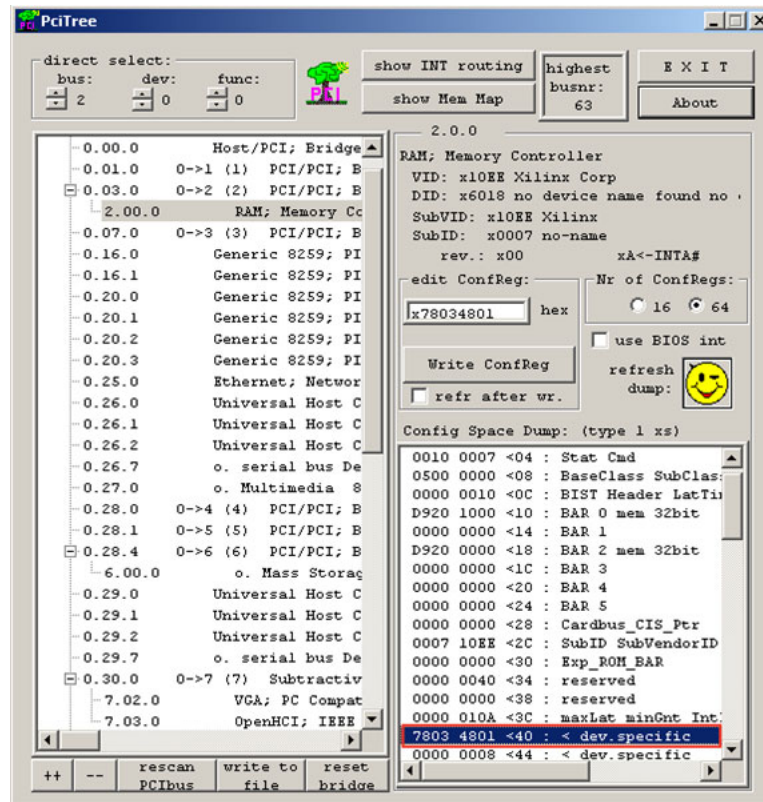 PciTree
direct select:
bus: dev: func:
2 0 0
PCI
show INT routing
show Mem Map
highest
busnr:
63
E X I T
About
0.00.0 Host/PCI; Bridge
0.01.0 0->1 (1) PCI/PCI; B
0.03.0 0->2 (2) PCI/PCI; B
2.00.0 RAM; Memory Co
0.07.0 0->3 (3) PCI/PCI; B
0.16.0 Generic 8259; PI
0.16.1 Generic 8259; PI
0.20.0 Generic 8259; PI
0.20.1 Generic 8259; PI
0.20.2 Generic 8259; PI
0.20.3 Generic 8259; PI
0.25.0 Ethernet; Networ
0.26.0 Universal Host C
0.26.1 Universal Host C
0.26.2 Universal Host C
0.26.7 o. serial bus De
0.27.0 o. Multimedia 8
0.28.0 0->4 (4) PCI/PCI; B
0.28.1 0->5 (5) PCI/PCI; B
0.28.4 0->6 (6) PCI/PCI; B
6.00.0 o. Mass Storag
0.29.0 Universal Host C
0.29.1 Universal Host C
0.29.2 Universal Host C
0.29.7 o. serial bus De
0.30.0 0->7 (7) Subtractiv
7.02.0 VGA; PC Compat
7.03.0 OpenHCI; IEEE
++ -- rescan PCIbus write to file reset bridge
2.0.0
RAM; Memory Controller
VID: x10EE Xilinx Corp
DID: x6018 no device name found no
SubVID: x10EE Xilinx
SubID: x0007 no-name
rev.: x00 xA<-INTA#
edit ConfReg:
x78034801 hex
Write ConfReg
refr after wr.
Nr of ConfRegs:
16 64
use BIOS int
refresh
dump:
Config Space Dump: (type 1 xs)
0010 0007 <04 : Stat Cmd
0500 0000 <08 : BaseClass SubClas
0000 0010 <0C : BIST Header LatTi
D920 1000 <10 : BAR 0 mem 32bit
0000 0000 <14 : BAR 1
D920 0000 <18 : BAR 2 mem 32bit
0000 0000 <1C : BAR 3
0000 0000 <20 : BAR 4
0000 0000 <24 : BAR 5
0000 0000 <28 : Cardbus_CIS_Ptr
0007 10EE <2C : SubID SubVendorID
0000 0000 <30 : Exp_ROM_BAR
0000 0040 <34 : reserved
0000 0000 <38 : reserved
0000 010A <3C : maxLat minGnt Int
7803 4801 <40 : < dev.specific
0000 0008 <44 : < dev.specific